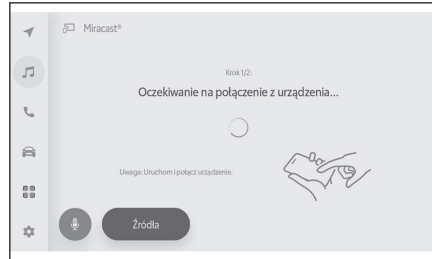 Miracast®
Krok 1/2:
Oczekiwanie na połączenie z urządzenia...
Uwaga: Uruchom i połącz urządzenie.
Źródła